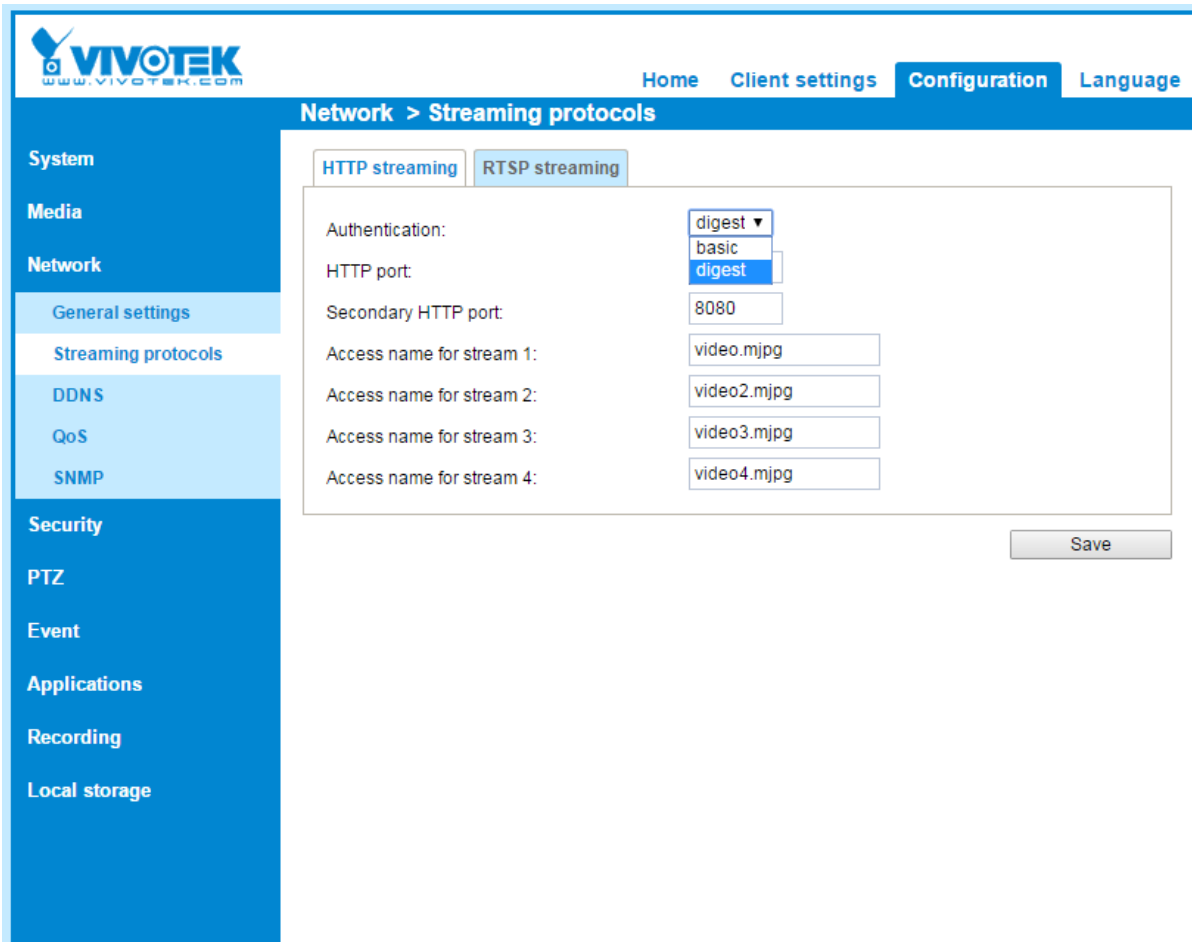 VIVOTEK
www.vivotek.com
Home Client settings Configuration Language
Network > Streaming protocols
System
Media
Network
General settings
Streaming protocols
DDNS
QoS
SNMP
Security
PTZ
Event
Applications
Recording
Local storage
HTTP streaming RTSP streaming
Authentication: digest ▼
basic
digest
HTTP port:
Secondary HTTP port: 8080
Access name for stream 1: video.mjpg
Access name for stream 2: video2.mjpg
Access name for stream 3: video3.mjpg
Access name for stream 4: video4.mjpg
Save